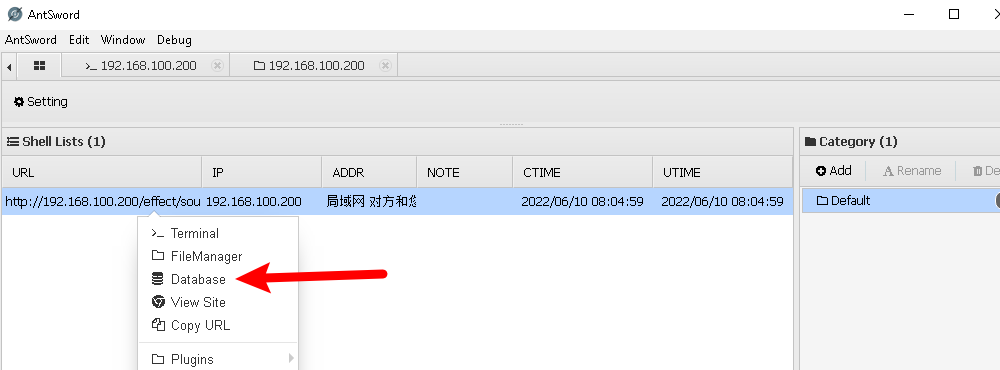 AntSword
AntSword Edit Window Debug
192.168.100.200 192.168.100.200
Setting
Shell Lists (1) Category (1)
URL IP ADDR NOTE CTIME UTIME Add Rename De
http://192.168.100.200/effect/sou 192.168.100.200 局域网 对方和您 2022/06/10 08:04:59 2022/06/10 08:04:59 Default
Terminal
FileManager
Database
View Site
Copy URL
Plugins